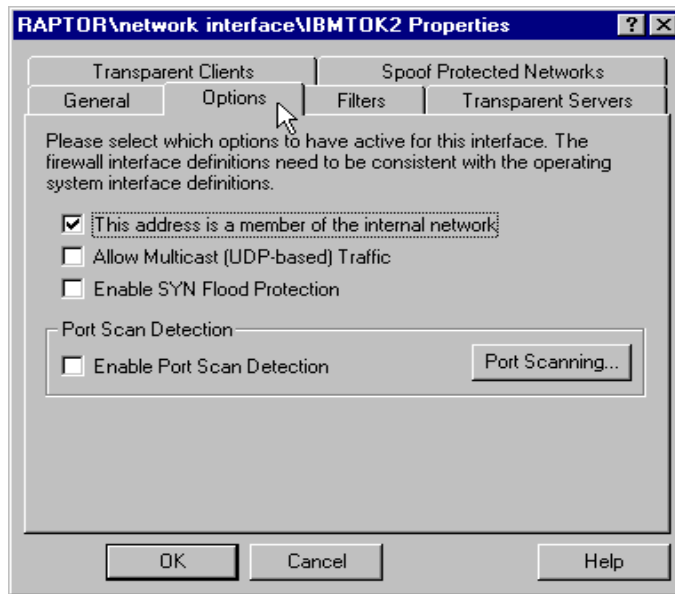 RAPTOR\network interface\IBMTOK2 Properties
Transparent Clients
Spoof Protected Networks
General
Options
Filters
Transparent Servers
Please select which options to have active for this interface. The
firewall interface definitions need to be consistent with the operating
system interface definitions.
This address is a member of the internal network
Allow Multicast (UDP-based) Traffic
Enable SYN Flood Protection
Port Scan Detection
Enable Port Scan Detection
Port Scanning...
OK
Cancel
Help